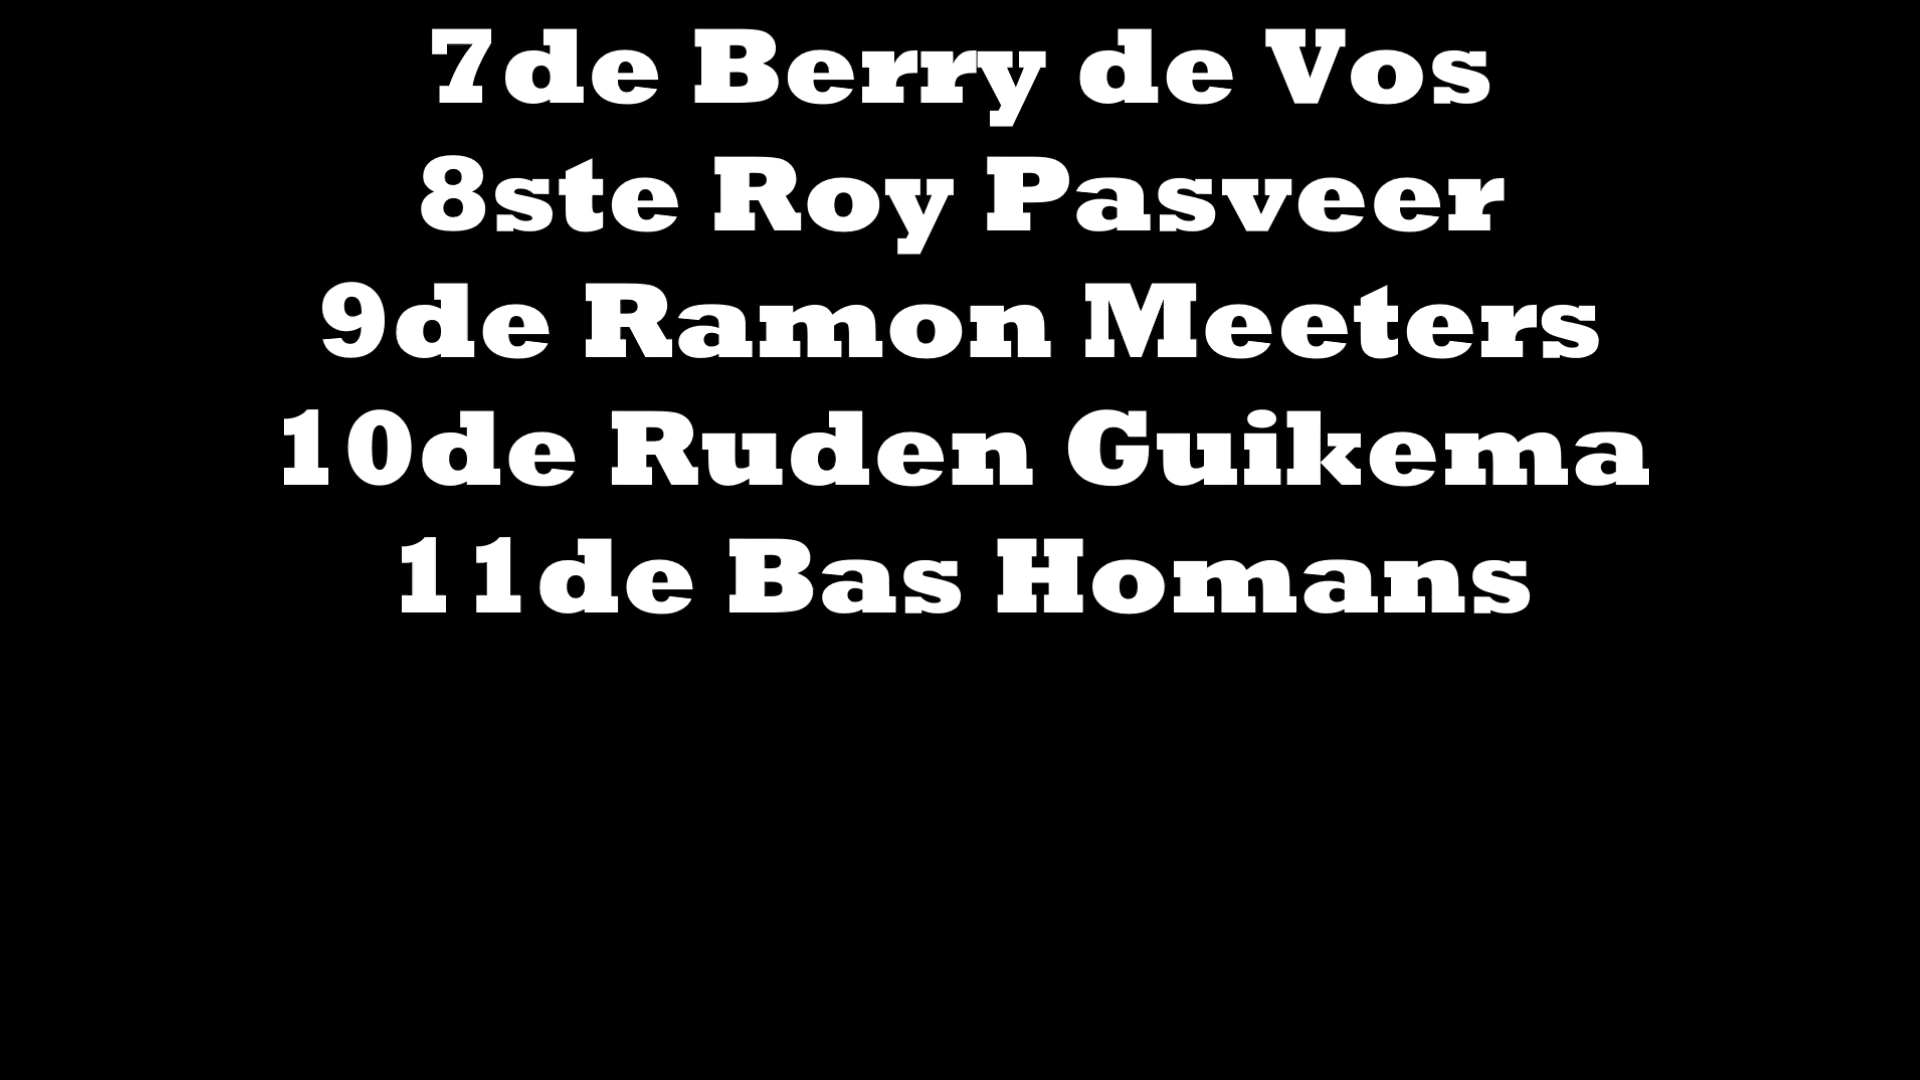 7de Berry de Vos
8ste Roy Pasveer
9de Ramon Meeters
10de Ruden Guikema
11de Bas Homans